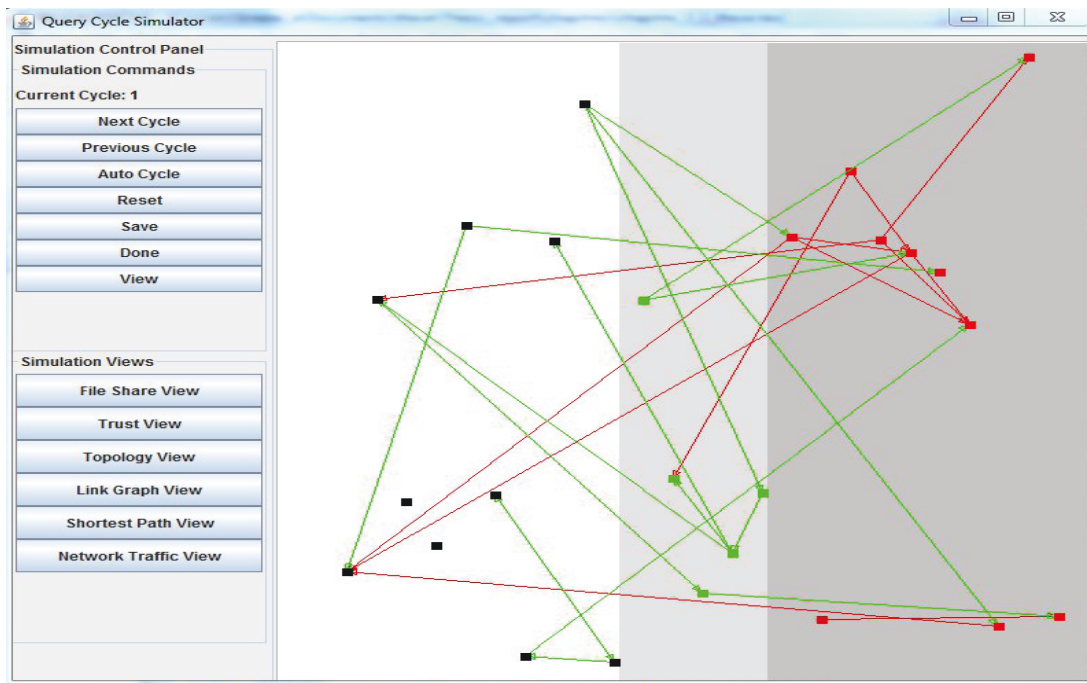 Query Cycle Simulator
Simulation Control Panel
Simulation Commands
Current Cycle: 1
Next Cycle
Previous Cycle
Auto Cycle
Reset
Save
Done
View
Simulation Views
File Share View
Trust View
Topology View
Link Graph View
Shortest Path View
Network Traffic View